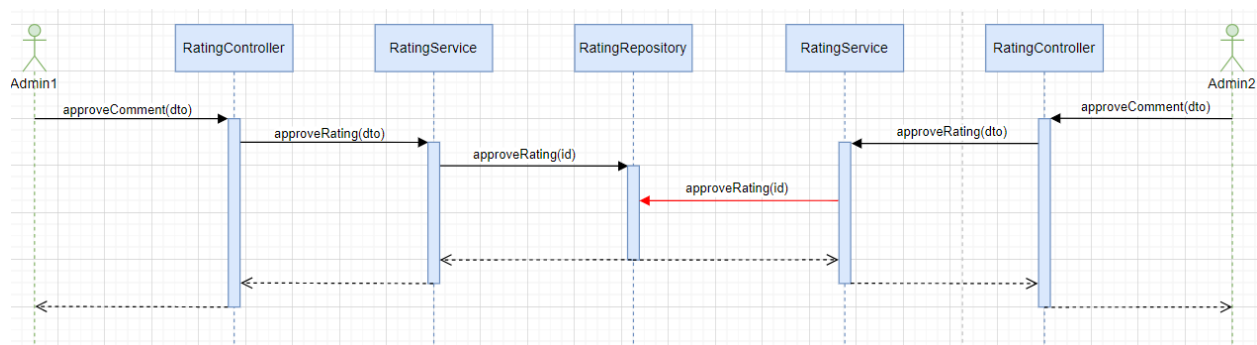 RatingController
RatingService
RatingRepository
RatingService
RatingController
Admin1
Admin2
approveComment(dto)
approveComment(dto)
approveRating(dto)
approveRating(dto)
approveRating(id)
approveRating(id)